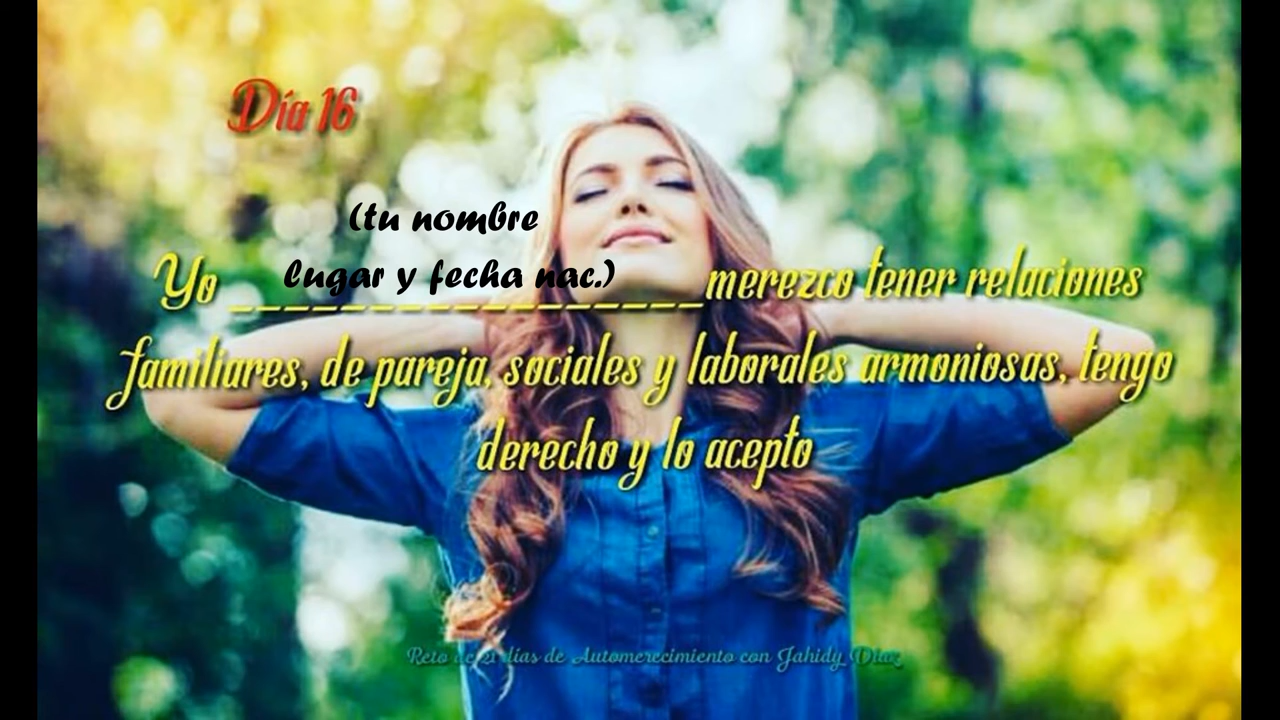 Día 16
(tu nombre
lugar y fecha nac.)
Yo _________________merezco tener relaciones
familiares, de pareja, sociales y laborales armoniosas, tengo
derecho y lo acepto
Reto de 21 días de Automerecimiento con Jahidy Díaz